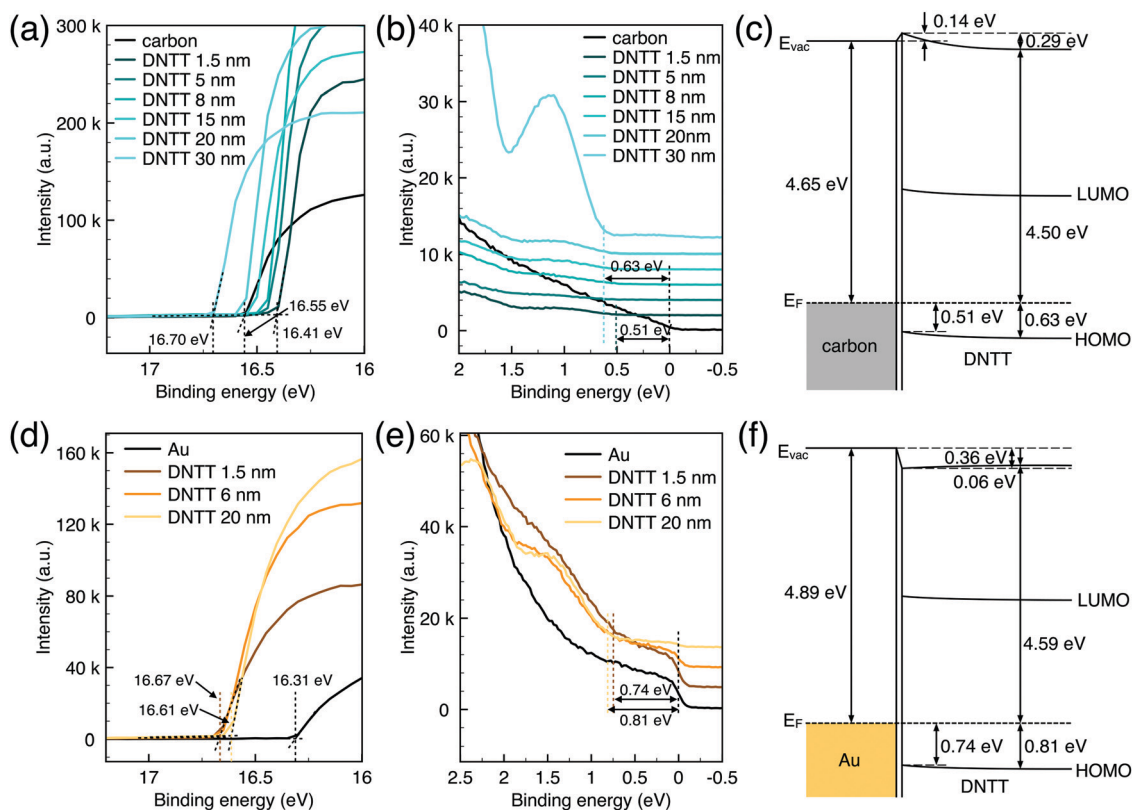 (a)
300 k
200 k
100 k
0
Intensity (a.u.)
carbon
DNTT 1.5 nm
DNTT 5 nm
DNTT 8 nm
DNTT 15 nm
DNTT 20 nm
DNTT 30 nm
16.55 eV
16.70 eV
16.41 eV
17
16.5
16
Binding energy (eV)
(b)
40 k
30 k
20 k
10 k
0
Intensity (a.u.)
carbon
DNTT 1.5 nm
DNTT 5 nm
DNTT 8 nm
DNTT 15 nm
DNTT 20nm
DNTT 30 nm
0.63 eV
0.51 eV
2
1.5
1
0.5
0
-0.5
Binding energy (eV)
(c)
0.14 eV
Evac
0.29 eV
4.65 eV
LUMO
4.50 eV
EF
0.51 eV
0.63 eV
carbon
DNTT
HOMO
(d)
160 k
120 k
80 k
40 k
0
Intensity (a.u.)
Au
DNTT 1.5 nm
DNTT 6 nm
DNTT 20 nm
16.67 eV
16.31 eV
16.61 eV
17
16.5
16
Binding energy (eV)
(e)
60 k
40 k
20 k
0
Intensity (a.u.)
Au
DNTT 1.5 nm
DNTT 6 nm
DNTT 20 nm
0.74 eV
0.81 eV
2.5
2
1.5
1
0.5
0
-0.5
Binding energy (eV)
(f)
Evac
0.36 eV
0.06 eV
4.89 eV
LUMO
4.59 eV
EF
0.74 eV
0.81 eV
Au
DNTT
HOMO